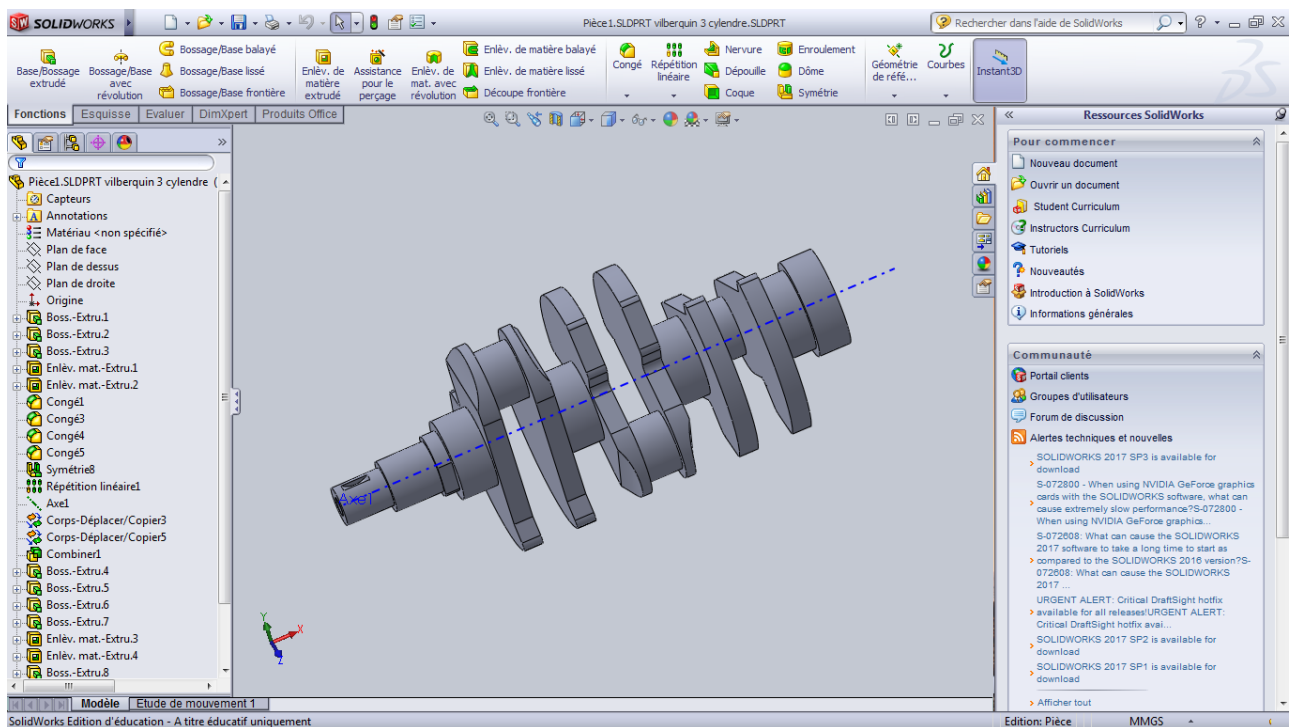 SOLIDWORKS
Pièce1.SLDPRT vilberquin 3 cylendre.SLDPRT
Rechercher dans l'aide de SolidWorks
Base/Bossage extrudé
Bossage/Base avec révolution
Bossage/Base balayé
Bossage/Base lissé
Bossage/Base frontière
Enlèv. de matière extrudé
Assistance pour le perçage
Enlèv. de mat. avec révolution
Enlèv. de matière balayé
Enlèv. de matière lissé
Découpe frontière
Congé
Répétition linéaire
Nervure
Dépouille
Coque
Enroulement
Dôme
Symétrie
Géométrie de réfé...
Courbes
Instant3D
Fonctions
Esquisse
Evaluer
DimXpert
Produits Office
Pièce1.SLDPRT vilberquin 3 cylendre (
Capteurs
Annotations
Matériau <non spécifié>
Plan de face
Plan de dessus
Plan de droite
Origine
Boss.-Extru.1
Boss.-Extru.2
Boss.-Extru.3
Enlèv. mat.-Extru.1
Enlèv. mat.-Extru.2
Congé1
Congé3
Congé4
Congé5
Symétrie8
Répétition linéaire1
Axe1
Corps-Déplacer/Copier3
Corps-Déplacer/Copier5
Combiner1
Boss.-Extru.4
Boss.-Extru.5
Boss.-Extru.6
Boss.-Extru.7
Enlèv. mat.-Extru.3
Enlèv. mat.-Extru.4
Boss.-Extru.8
Axe1
Y
X
Z
Ressources SolidWorks
Pour commencer
Nouveau document
Ouvrir un document
Student Curriculum
Instructors Curriculum
Tutoriels
Nouveautés
Introduction à SolidWorks
Informations générales
Communauté
Portail clients
Groupes d'utilisateurs
Forum de discussion
Alertes techniques et nouvelles
SOLIDWORKS 2017 SP3 is available for
download
S-072800 - When using NVIDIA GeForce graphics
cards with the SOLIDWORKS software, what can
cause extremely slow performance?S-072800 -
When using NVIDIA GeForce graphics...
S-072608: What can cause the SOLIDWORKS
2017 software to take a long time to start as
compared to the SOLIDWORKS 2016 version?S-
072608: What can cause the SOLIDWORKS
2017 ...
URGENT ALERT: Critical DraftSight hotfix
available for all releases!URGENT ALERT:
Critical DraftSight hotfix avai...
SOLIDWORKS 2017 SP2 is available for
download
SOLIDWORKS 2017 SP1 is available for
download
Afficher tout
Modèle
Etude de mouvement 1
SolidWorks Edition d'éducation - A titre éducatif uniquement
Edition: Pièce
MMGS